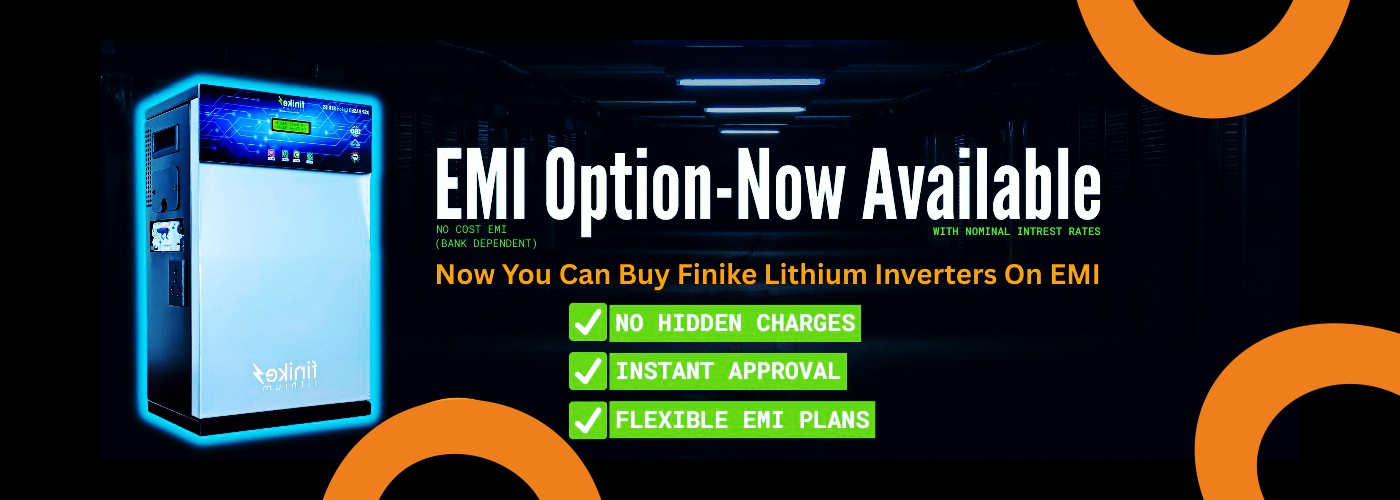 finike
EMI Option-Now Available
NO COST EMI
(BANK DEPENDENT)
WITH NOMINAL INTREST RATES
Now You Can Buy Finike Lithium Inverters On EMI
NO HIDDEN CHARGES
INSTANT APPROVAL
FLEXIBLE EMI PLANS
finike
lithium